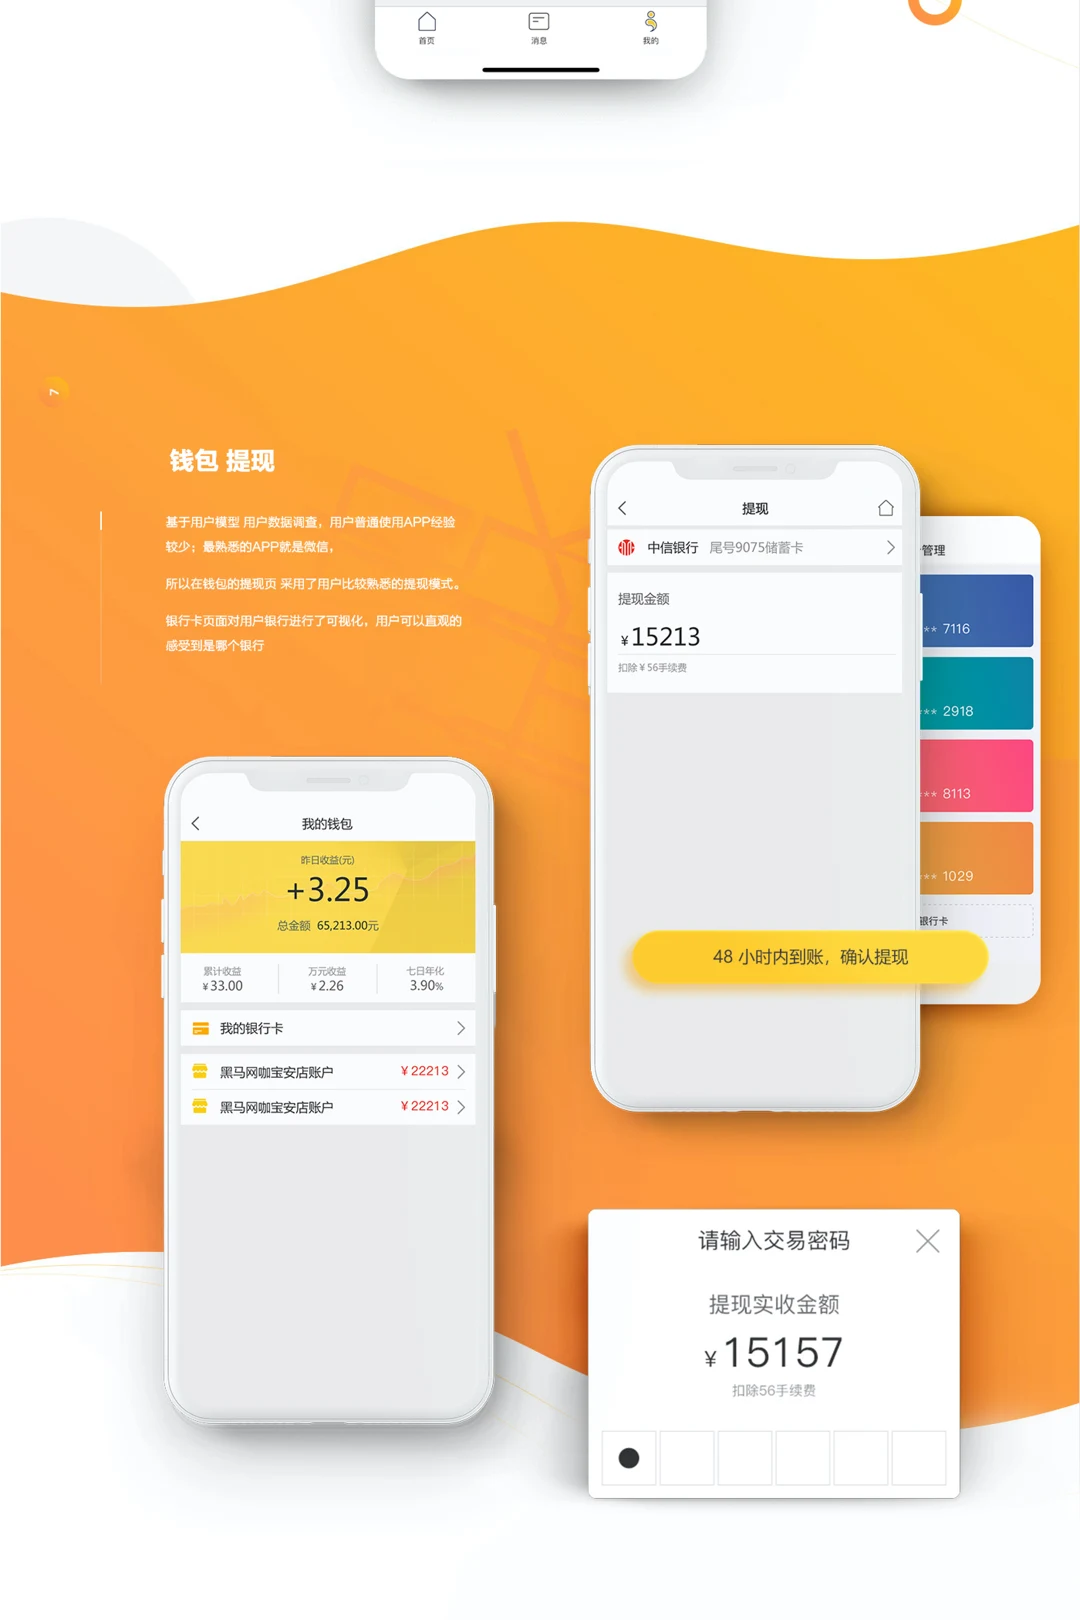 首页
消息
我的
7
钱包 提现
基于用户模型 用户数据调查，用户普通使用APP经验
较少；最熟悉的APP就是微信，
所以在钱包的提现页 采用了用户比较熟悉的提现模式。
银行卡页面对用户银行进行了可视化，用户可以直观的
感受到是哪个银行
提现
中信银行 尾号9075储蓄卡
提现金额
¥15213
扣除 ¥ 56手续费
48 小时内到账，确认提现
管理
** 7116
** 2918
** 8113
** 1029
银行卡
我的钱包
昨日收益(元)
+3.25
总金额 65,213.00元
累计收益
¥33.00
万元收益
¥2.26
七日年化
3.90%
我的银行卡
黑马网咖宝安店账户 ¥22213
黑马网咖宝安店账户 ¥22213
请输入交易密码
提现实收金额
¥15157
扣除56手续费